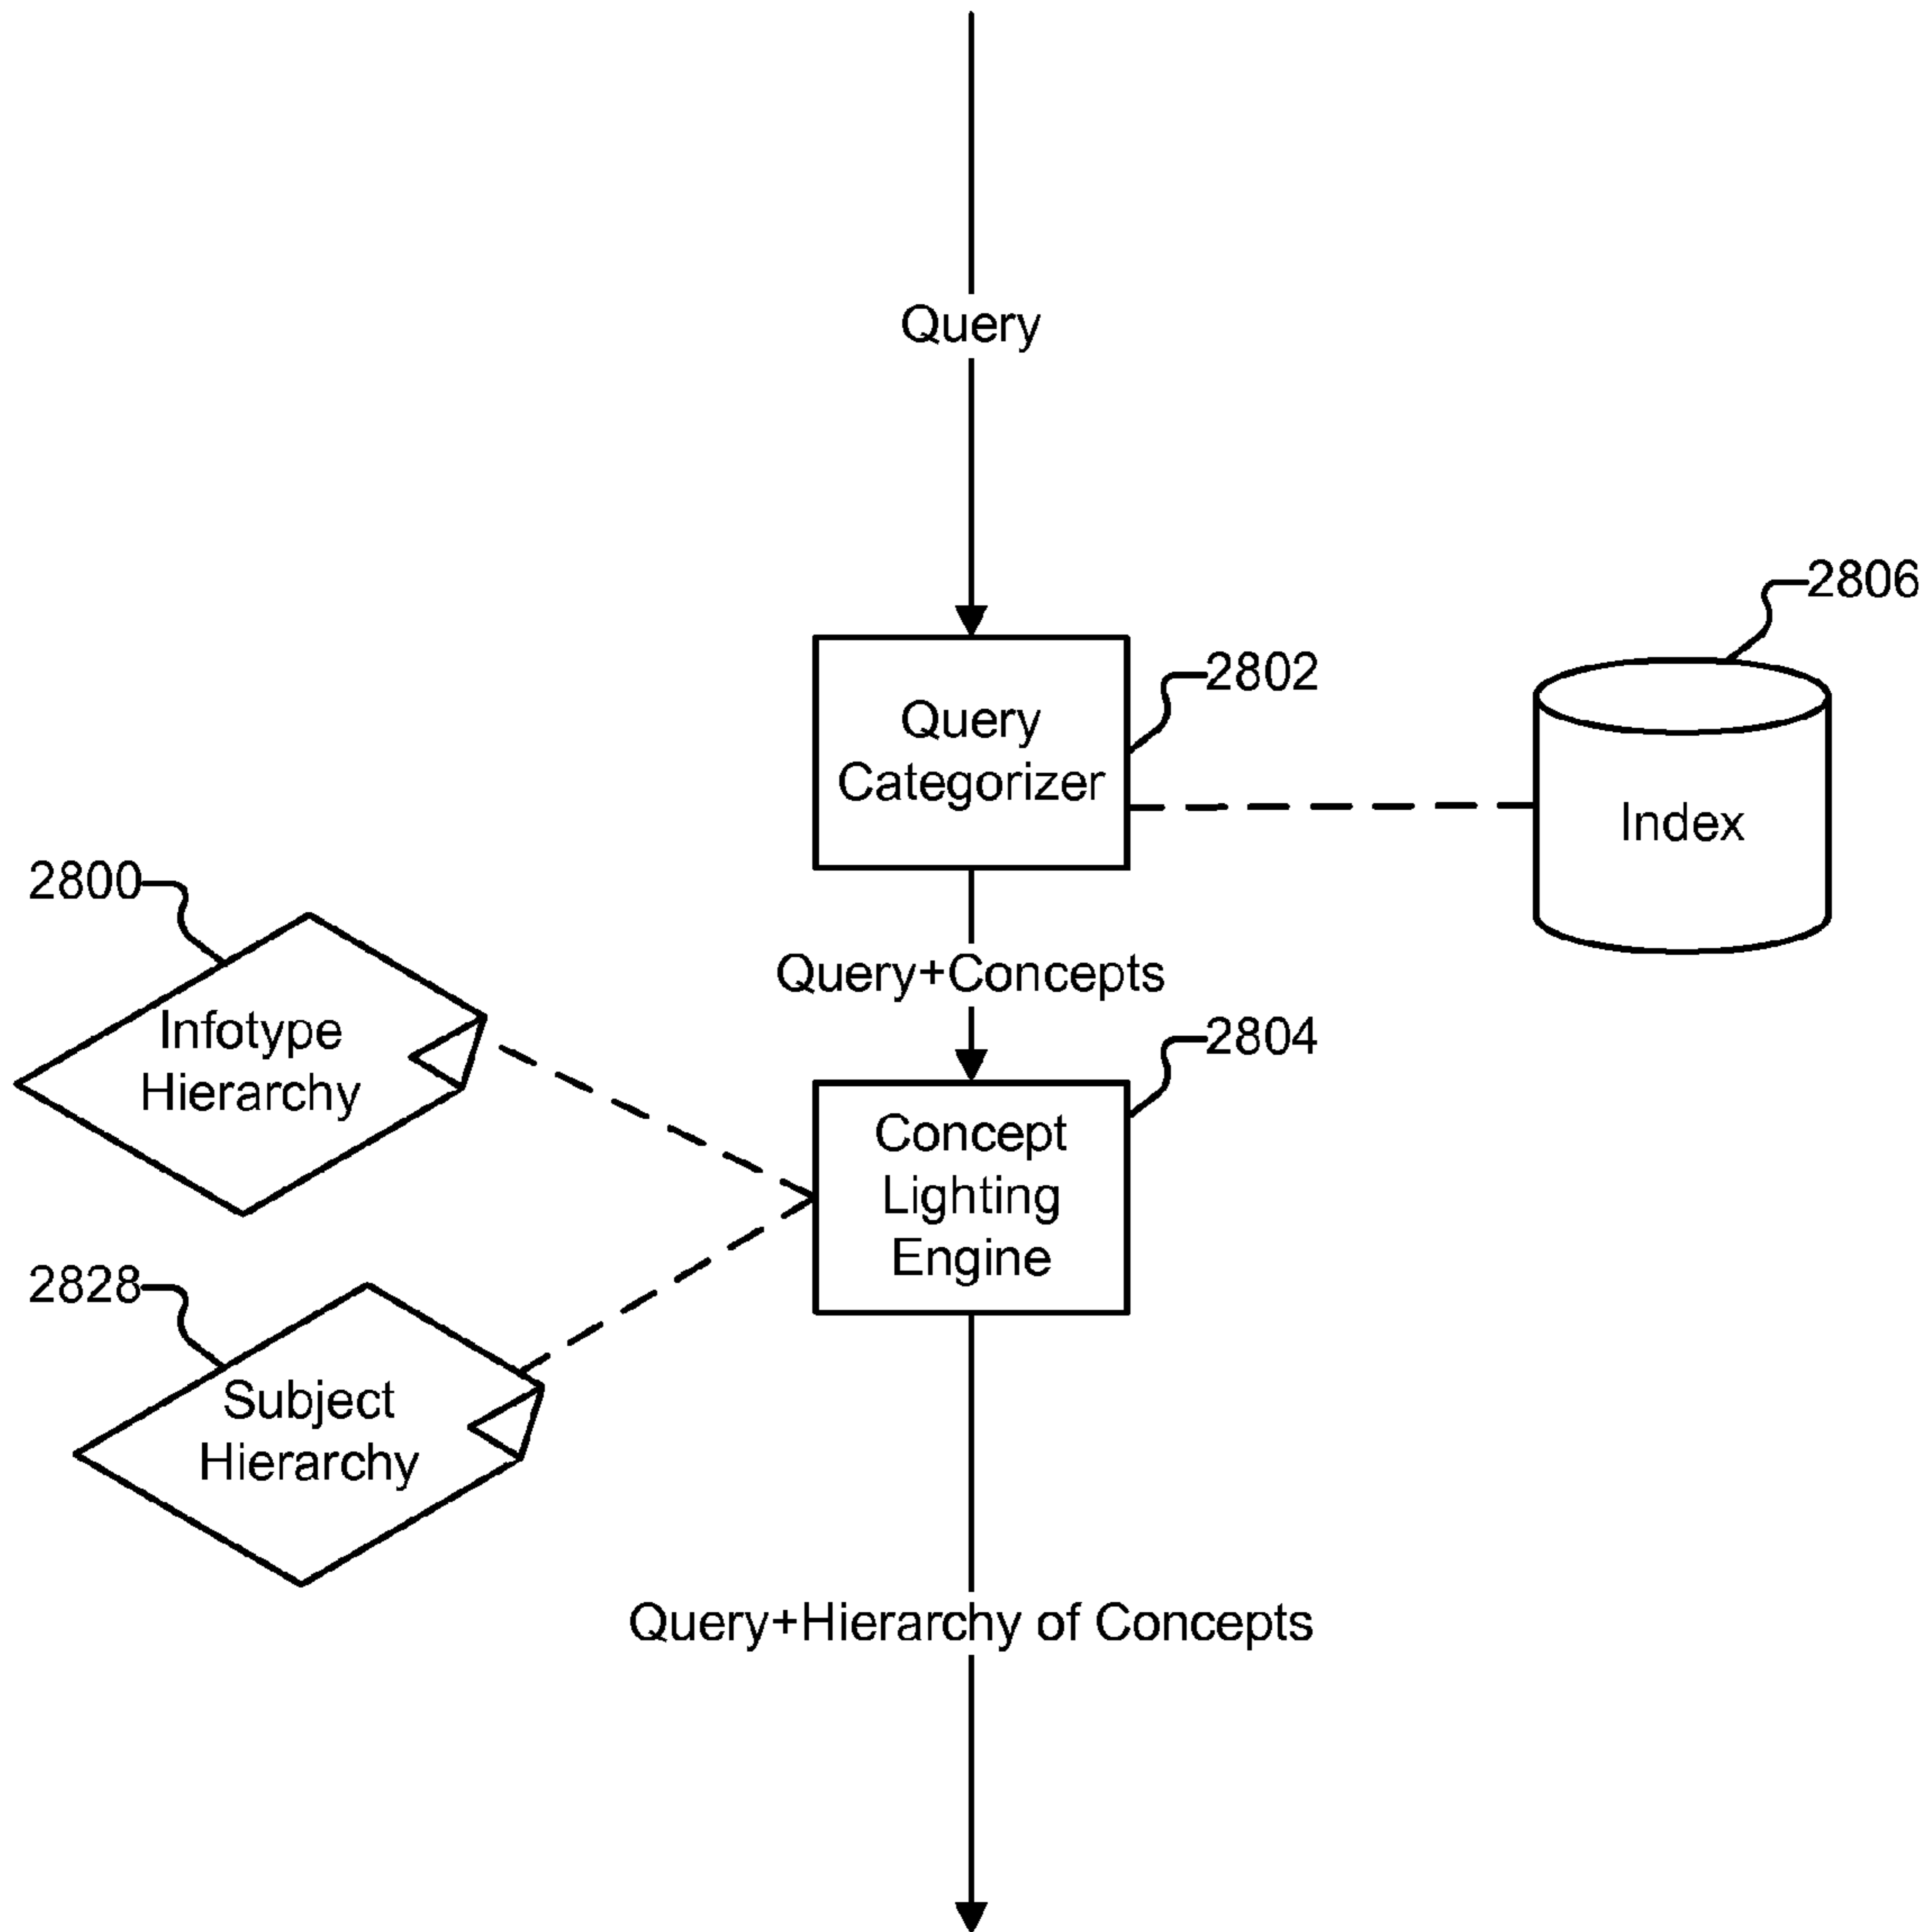 Query
2806
2802
Query
Categorizer
Index
2800
Query+Concepts
Infotype
Hierarchy
2804
Concept
Lighting
Engine
2828
Subject
Hierarchy
Query+Hierarchy of Concepts